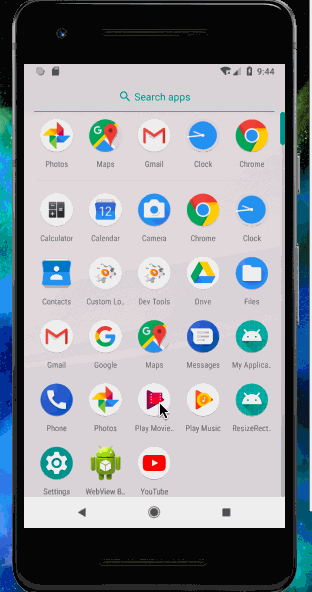 9:44
Search apps
Photos Maps Gmail Clock Chrome
Calculator Calendar Camera Chrome Clock
12
Contacts Custom Lo.. Dev Tools Drive Files
Gmail Google Maps Messages My Applica..
Phone Photos Play Movie.. Play Music ResizeRect..
Settings WebView B.. YouTube